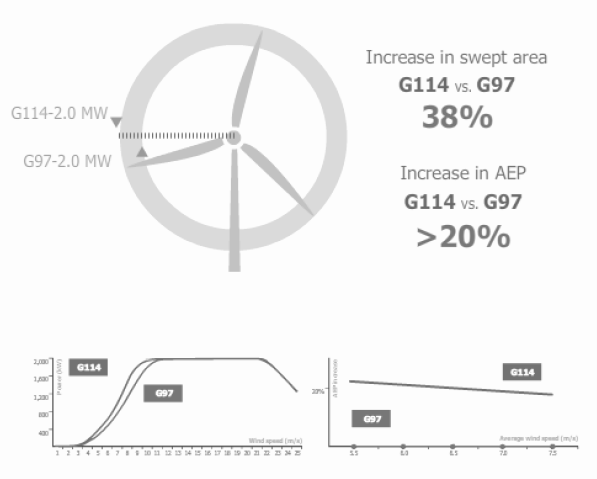 Increase in swept area
G114 vs. G97
38%
G114-2.0 MW
G97-2.0 MW
Increase in AEP
G114 vs. G97
>20%
2,000
1,600
1,200
800
400
Power (kW)
G114
G97
Wind speed (m/s)
1 2 3 4 5 6 7 8 9 10 11 12 13 14 15 16 17 18 19 20 21 22 23 24 25
20%
G114
G97
Average wind speed (m/s)
5.5 6.0 6.5 7.0 7.5